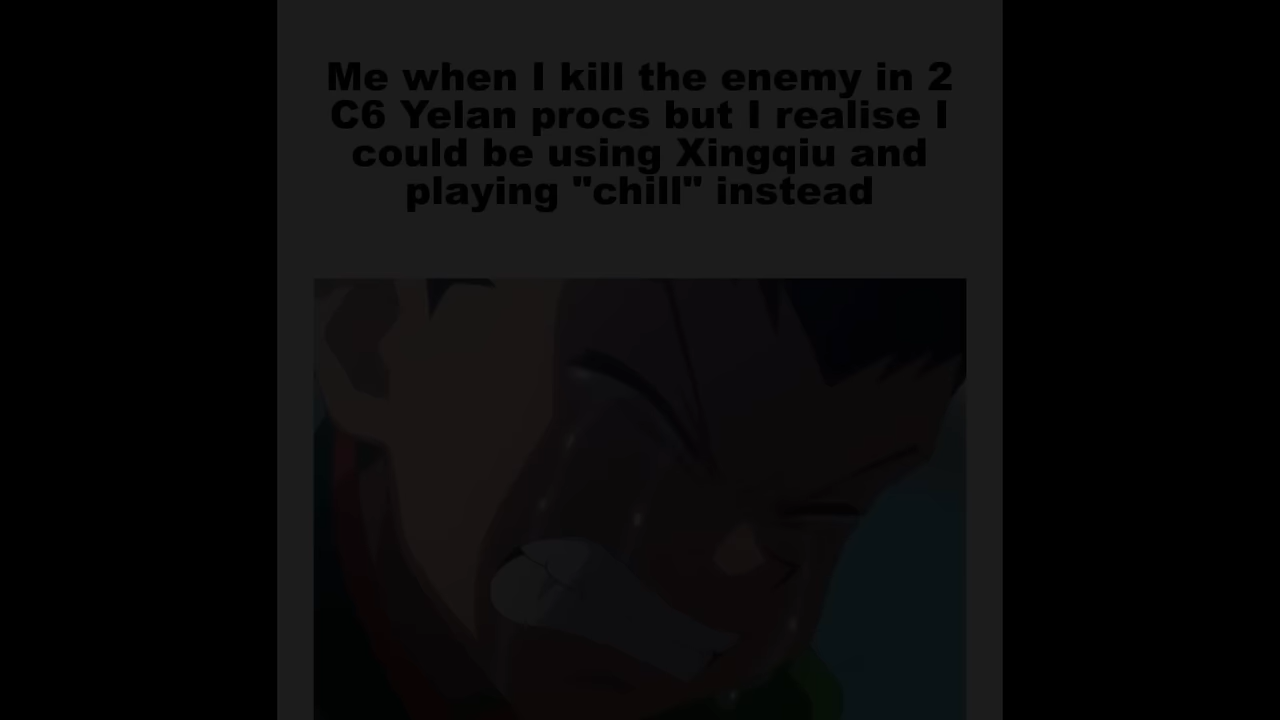 Me when I kill the enemy in 2
C6 Yelan procs but I realise I
could be using Xingqiu and
playing "chill" instead